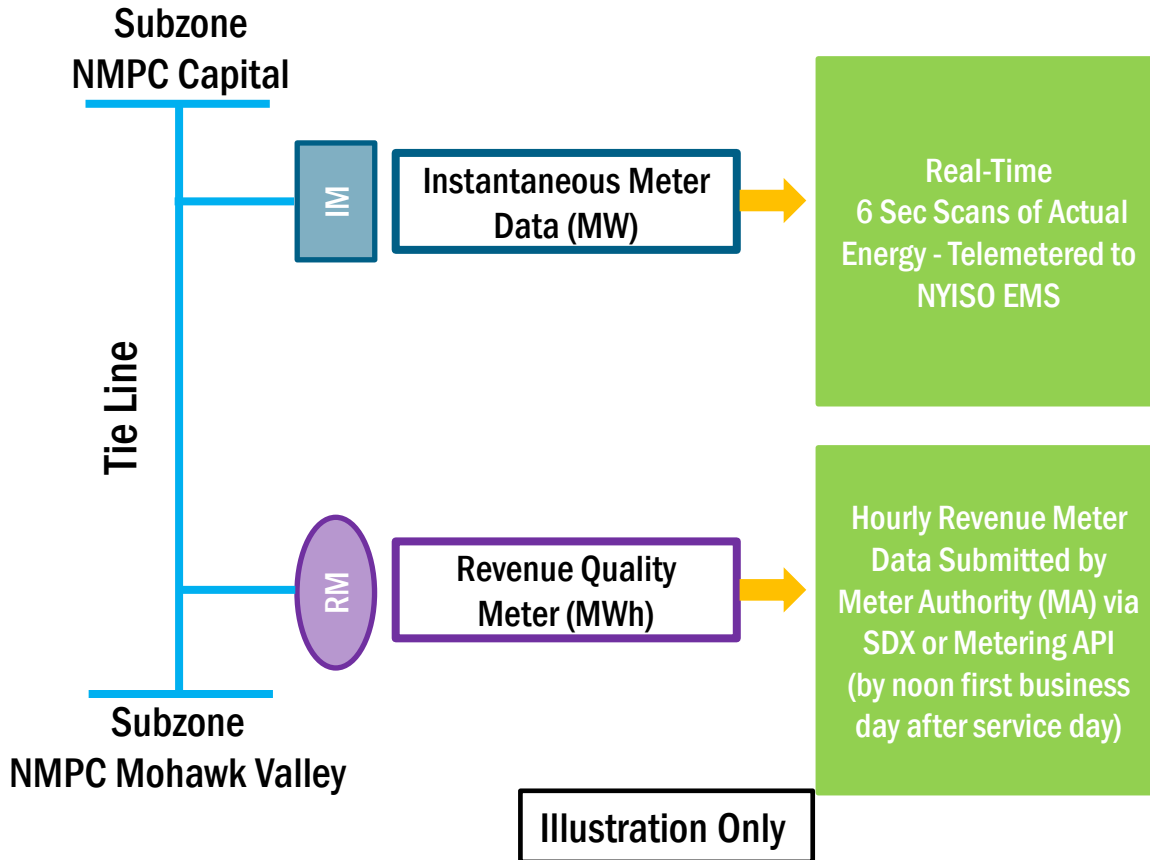 Subzone
NMPC Capital
IM
Instantaneous Meter
Data (MW)
Real-Time
6 Sec Scans of Actual
Energy - Telemetered to
NYISO EMS
Tie Line
RM
Revenue Quality
Meter (MWh)
Hourly Revenue Meter
Data Submitted by
Meter Authority (MA) via
SDX or Metering API
(by noon first business
day after service day)
Subzone
NMPC Mohawk Valley
Illustration Only